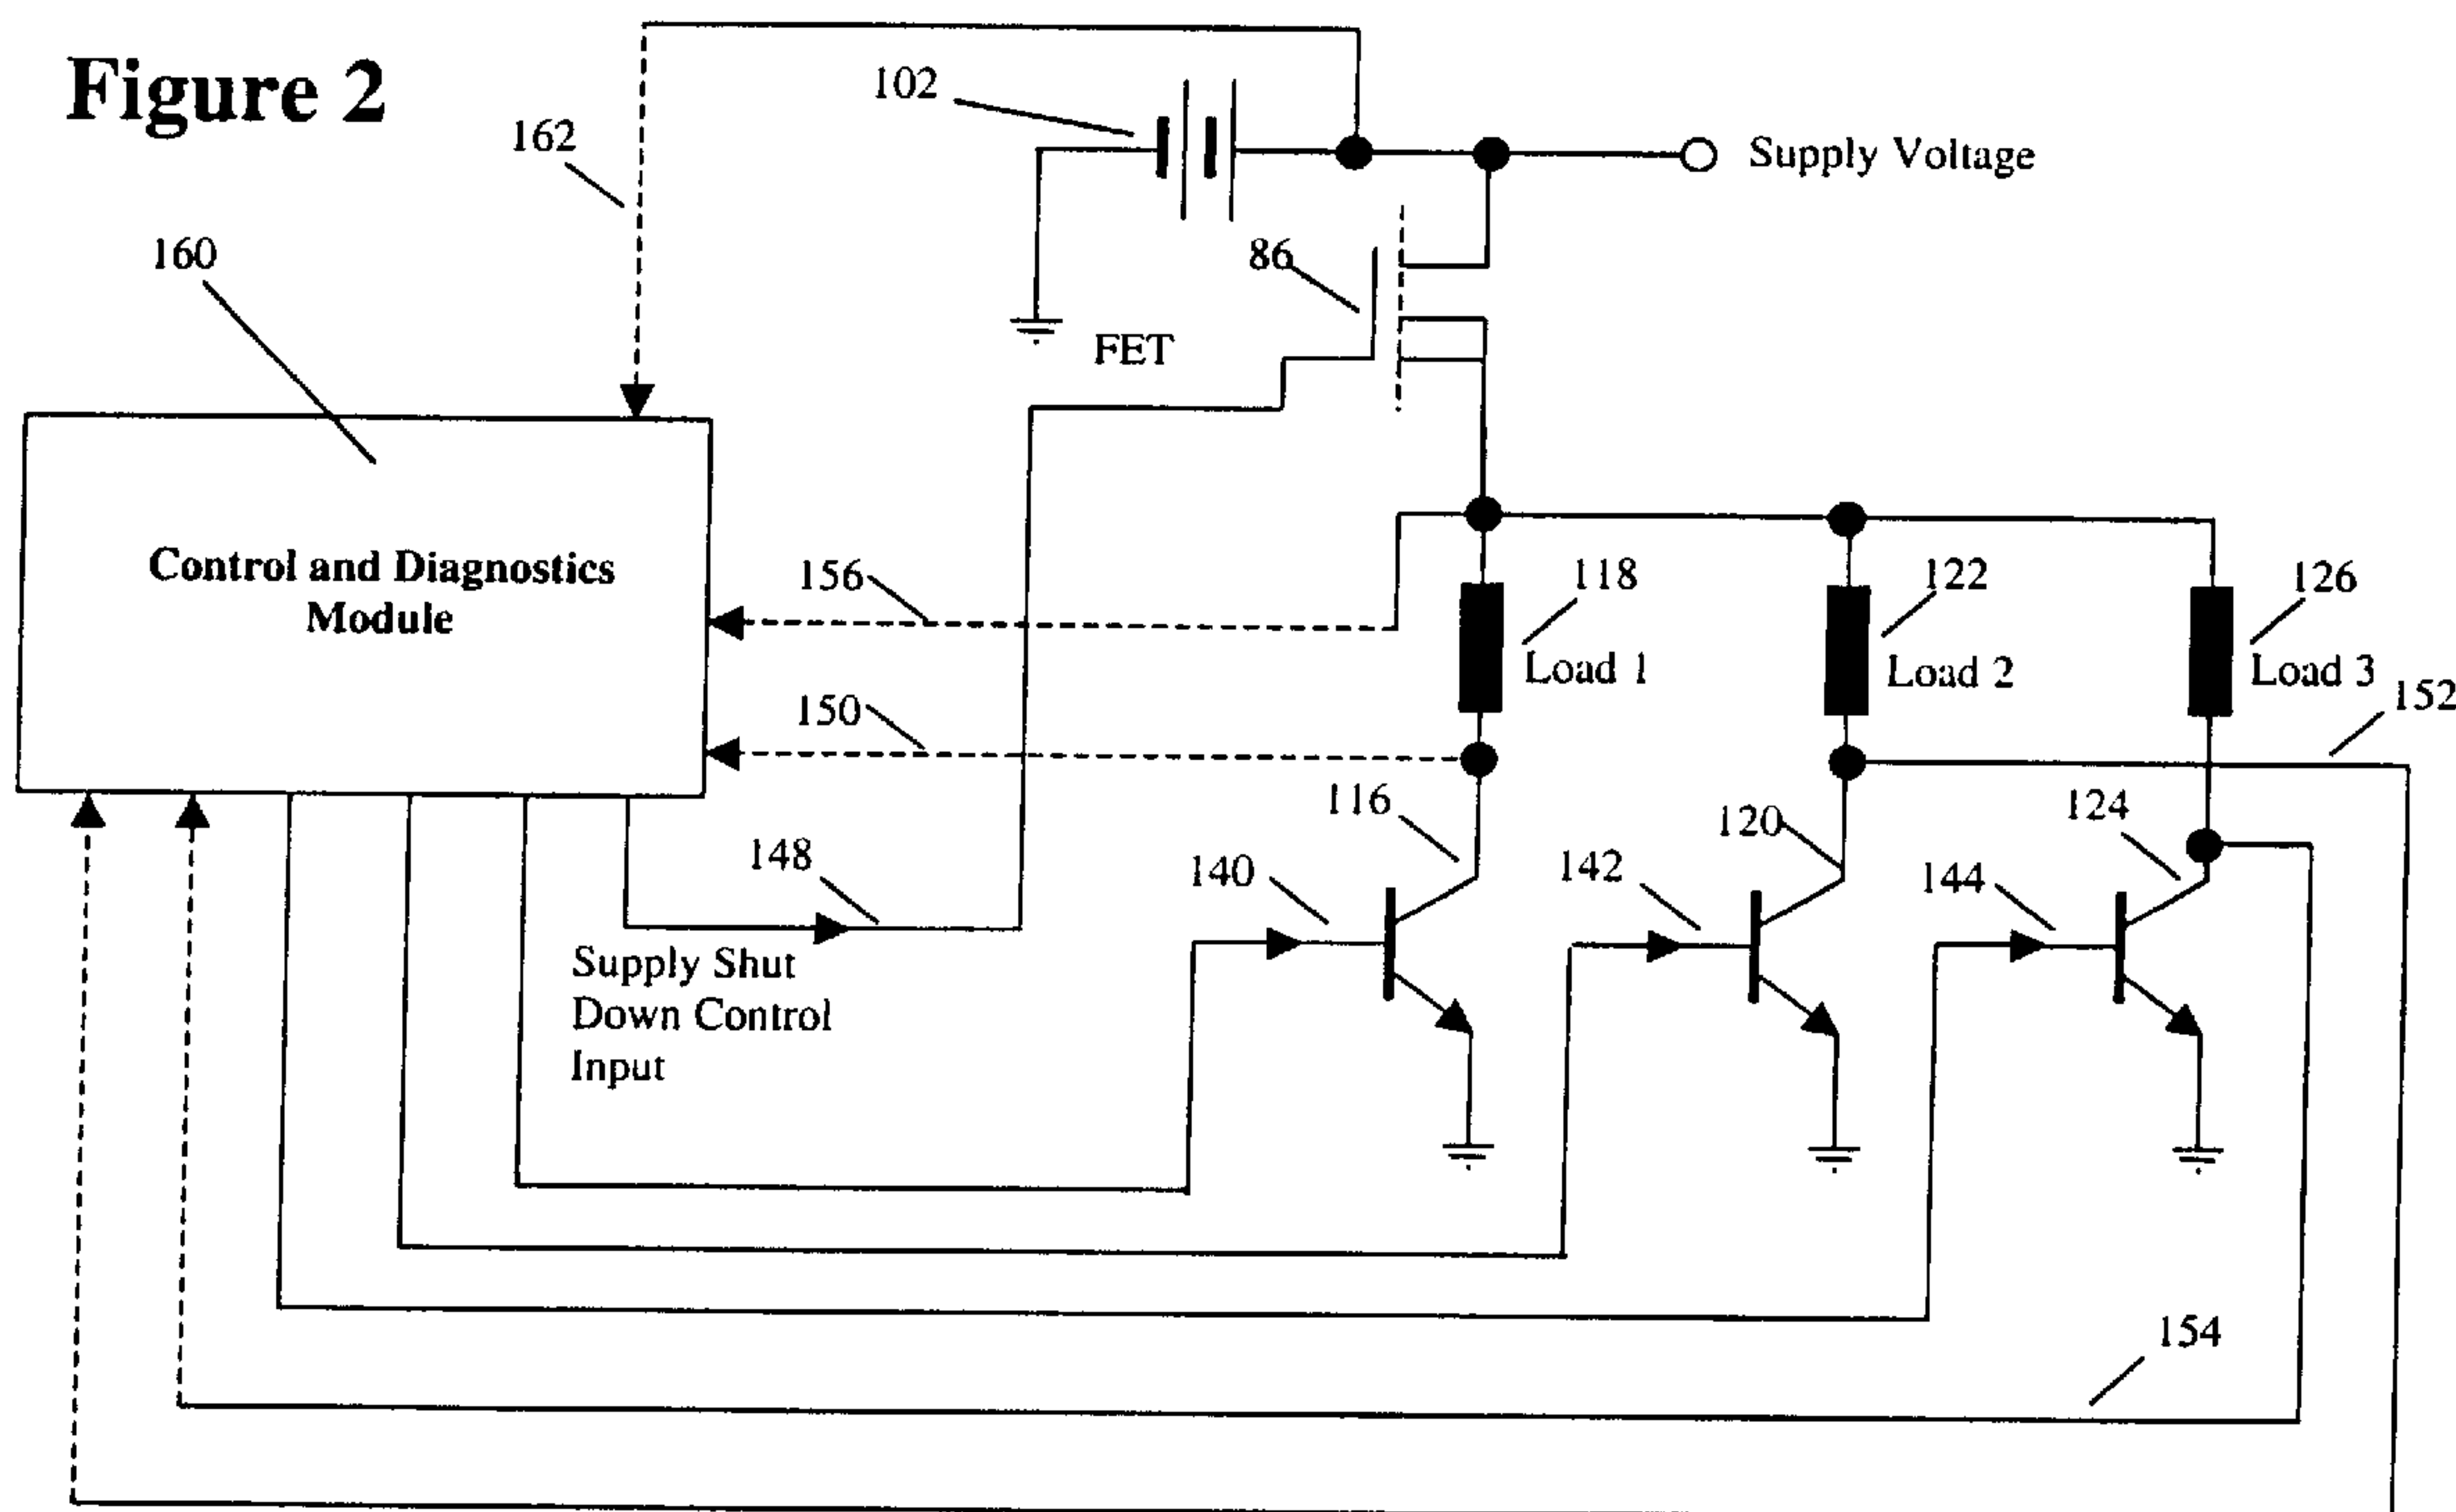 Figure 2
102
162
Supply Voltage
160
86
FET
Control and Diagnostics
Module
156
118
122
126
Load 1
Load 2
Load 3
152
150
116
120
124
148
140
142
144
Supply Shut
Down Control
Input
154